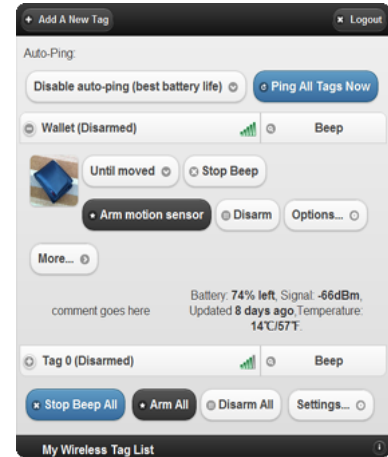 Add A New Tag
Logout
Auto-Ping:
Disable auto-ping (best battery life)
Ping All Tags Now
Wallet (Disarmed)
Beep
Until moved
Stop Beep
Arm motion sensor
Disarm
Options...
More...
comment goes here
Battery: 74% left, Signal: -66dBm,
Updated 8 days ago,Temperature:
14℃/57℉.
Tag 0 (Disarmed)
Beep
Stop Beep All
Arm All
Disarm All
Settings...
My Wireless Tag List